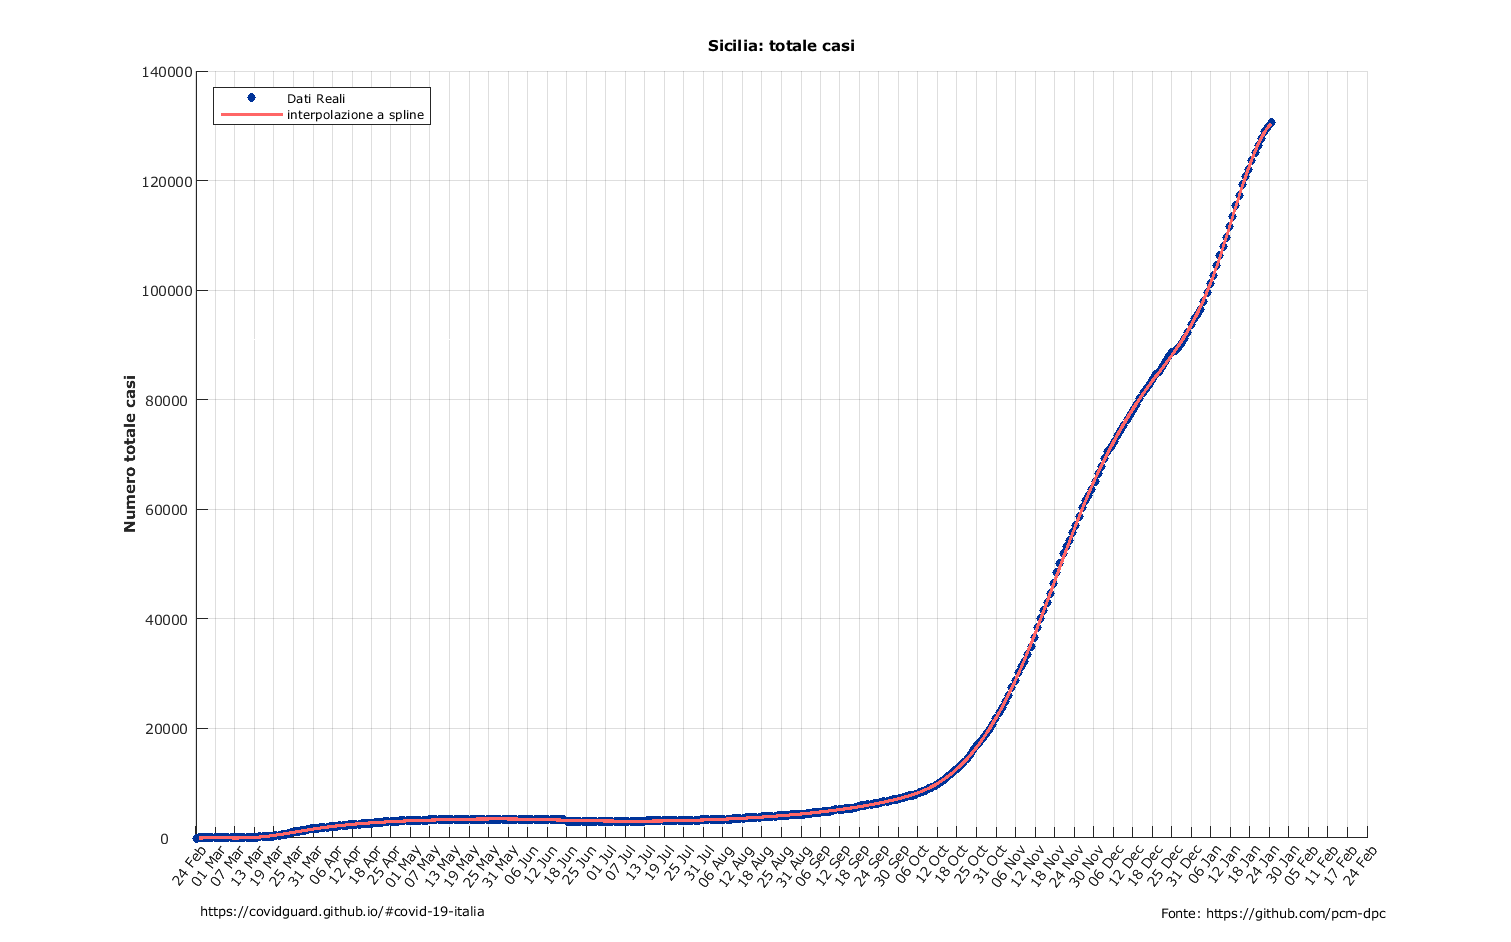 Sicilia: totale casi
Dati Reali
interpolazione a spline
Numero totale casi
140000
120000
100000
80000
60000
40000
20000
0
24 Feb
01 Mar
07 Mar
13 Mar
19 Mar
25 Mar
31 Mar
06 Apr
12 Apr
18 Apr
25 Apr
01 May
07 May
13 May
19 May
25 May
31 May
06 Jun
12 Jun
18 Jun
25 Jun
01 Jul
07 Jul
13 Jul
19 Jul
25 Jul
31 Jul
06 Aug
12 Aug
18 Aug
25 Aug
31 Aug
06 Sep
12 Sep
18 Sep
24 Sep
30 Sep
06 Oct
12 Oct
18 Oct
25 Oct
31 Oct
06 Nov
12 Nov
18 Nov
24 Nov
30 Nov
06 Dec
12 Dec
18 Dec
25 Dec
31 Dec
06 Jan
12 Jan
18 Jan
24 Jan
30 Jan
05 Feb
11 Feb
17 Feb
24 Feb
https://covidguard.github.io/#covid-19-italia
Fonte: https://github.com/pcm-dpc